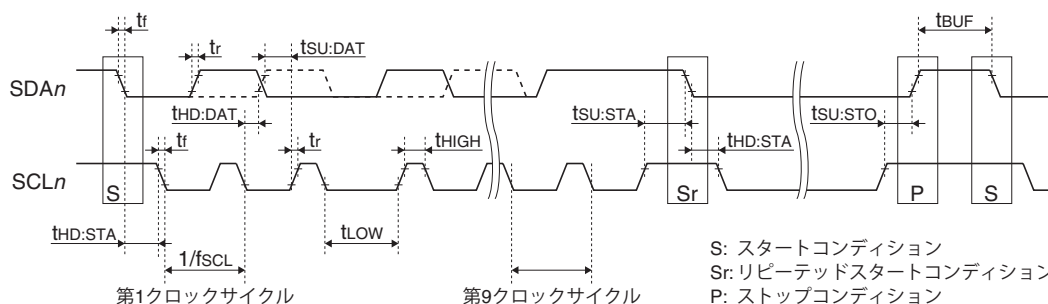 tf
tBUF
tr
tSU:DAT
SDAn
tHD:DAT
tSU:STA
tSU:STO
tf
tr
tHIGH
tHD:STA
SCLn
S
Sr
P
S
tHD:STA
tLOW
1/fSCL
第1クロックサイクル
第9クロックサイクル
S: スタートコンディション
Sr: リピーテッドスタートコンディション
P: ストップコンディション